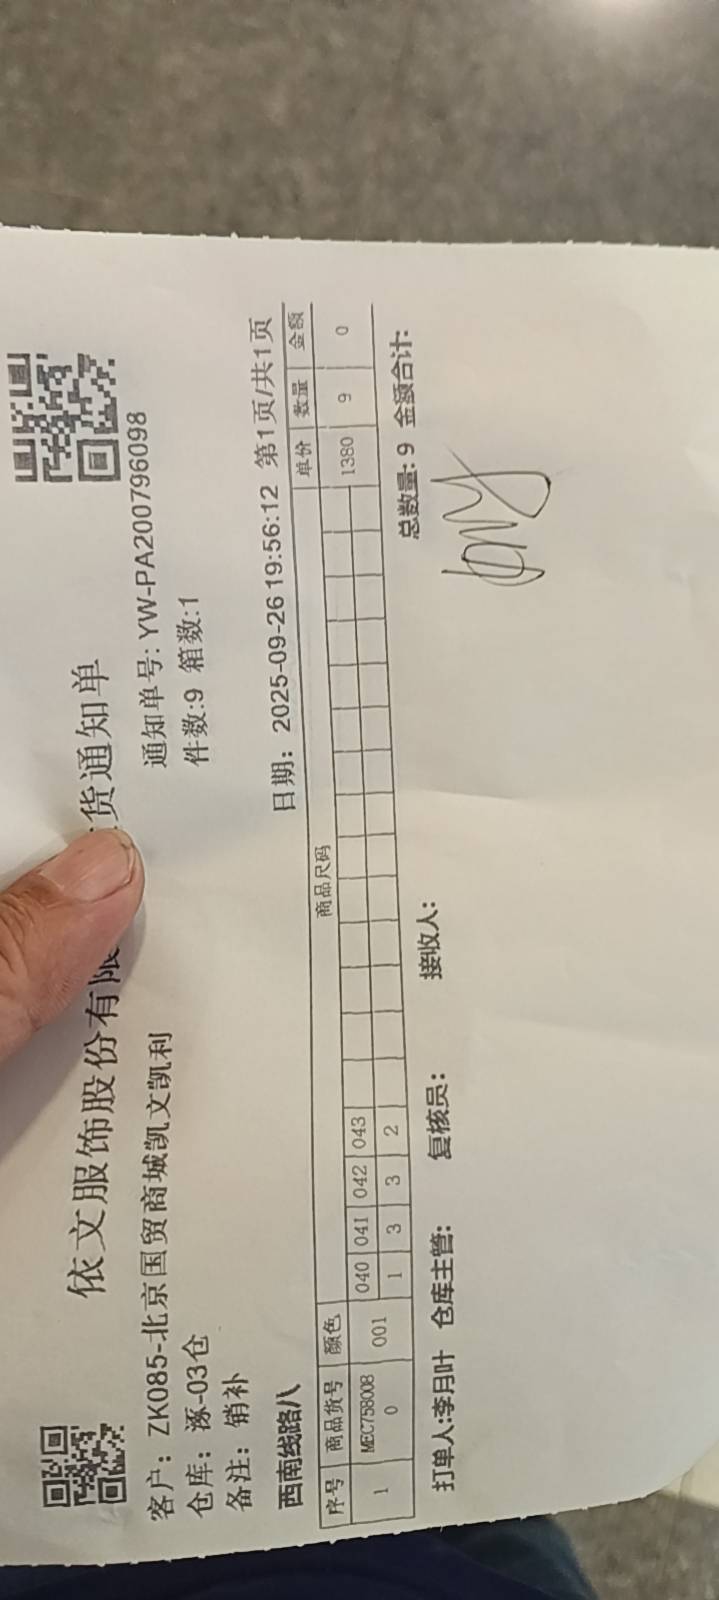 依文服饰股份有限 货通知单
客户：ZK085-北京国贸商城凯文凯利 通知单号: YW-PA200796098
仓库：涿-03仓 件数:9 箱数:1
备注：销补
西南线路八 日期：2025-09-26 19:56:12 第1页/共1页
序号 商品货号 颜色 商品尺码 单价 数量 金额
040 041 042 043
1 MEC7580080 001 1 3 3 2 1380 9 0
总数量: 9 金额合计:
打单人:李月叶 仓库主管： 复核员： 接收人：